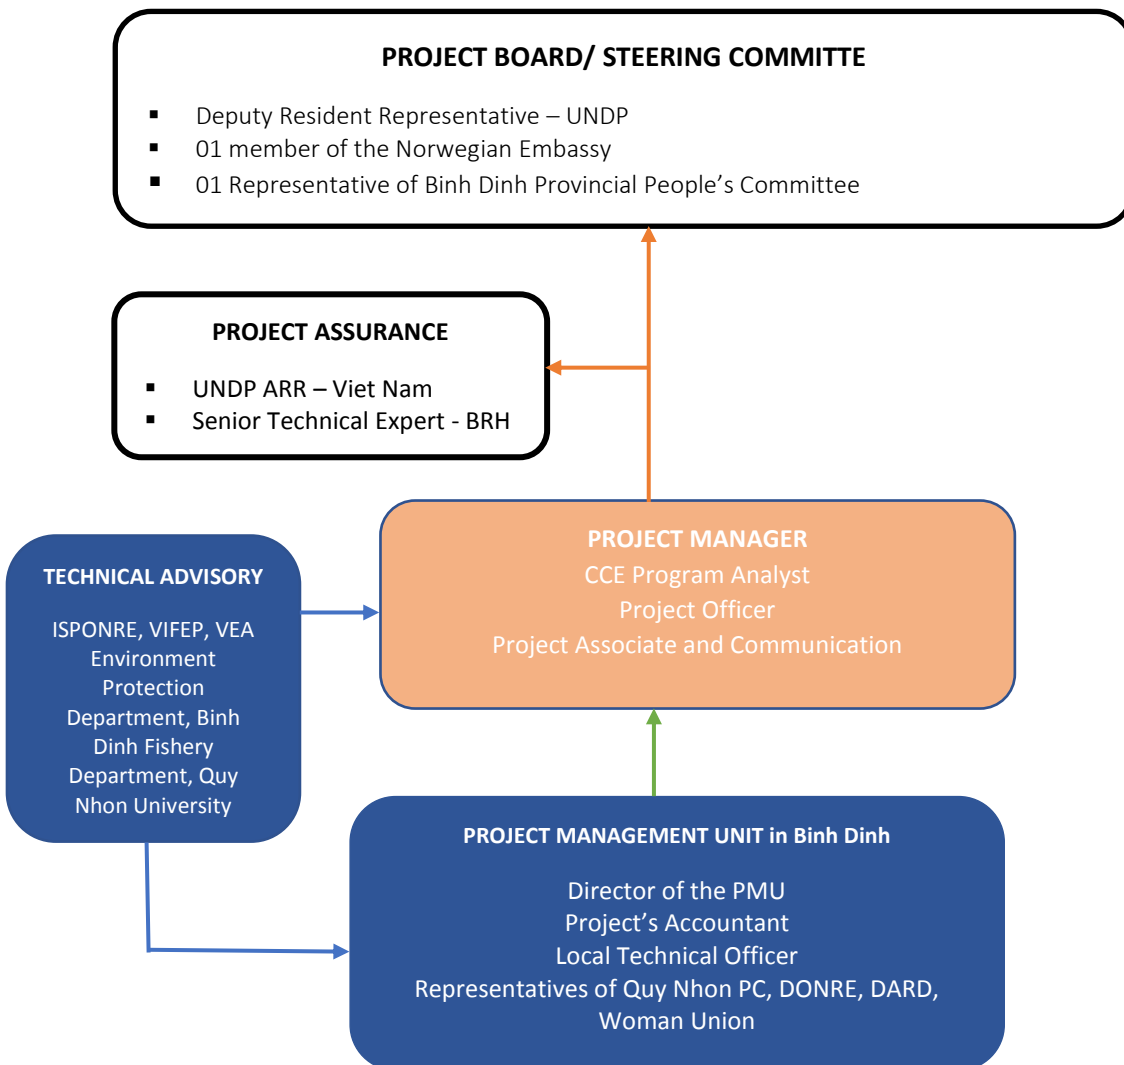 PROJECT BOARD/ STEERING COMMITTE
▪ Deputy Resident Representative – UNDP
▪ 01 member of the Norwegian Embassy
▪ 01 Representative of Binh Dinh Provincial People's Committee
PROJECT ASSURANCE
▪ UNDP ARR – Viet Nam
▪ Senior Technical Expert - BRH
PROJECT MANAGER
CCE Program Analyst
Project Officer
Project Associate and Communication
TECHNICAL ADVISORY
ISPONRE, VIFEP, VEA
Environment
Protection
Department, Binh
Dinh Fishery
Department, Quy
Nhon University
PROJECT MANAGEMENT UNIT in Binh Dinh
Director of the PMU
Project's Accountant
Local Technical Officer
Representatives of Quy Nhon PC, DONRE, DARD,
Woman Union